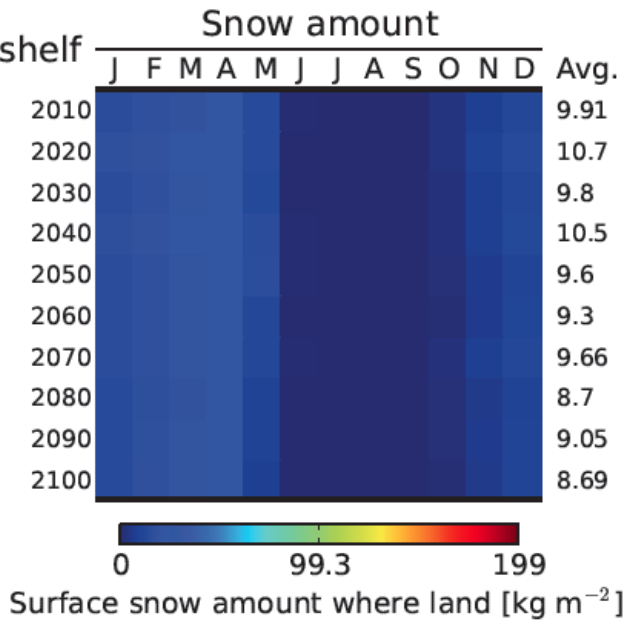 Snow amount
shelf
J F M A M J J A S O N D Avg.
2010 9.91
2020 10.7
2030 9.8
2040 10.5
2050 9.6
2060 9.3
2070 9.66
2080 8.7
2090 9.05
2100 8.69
0 99.3 199
Surface snow amount where land [kg m⁻²]